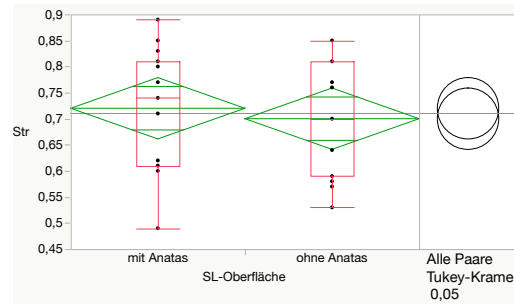 0,9
0,85
0,8
0,75
0,7
0,65
0,6
0,55
0,5
0,45
Str
mit Anatas
ohne Anatas
SL-Oberfläche
Alle Paare
Tukey-Krame
0,05